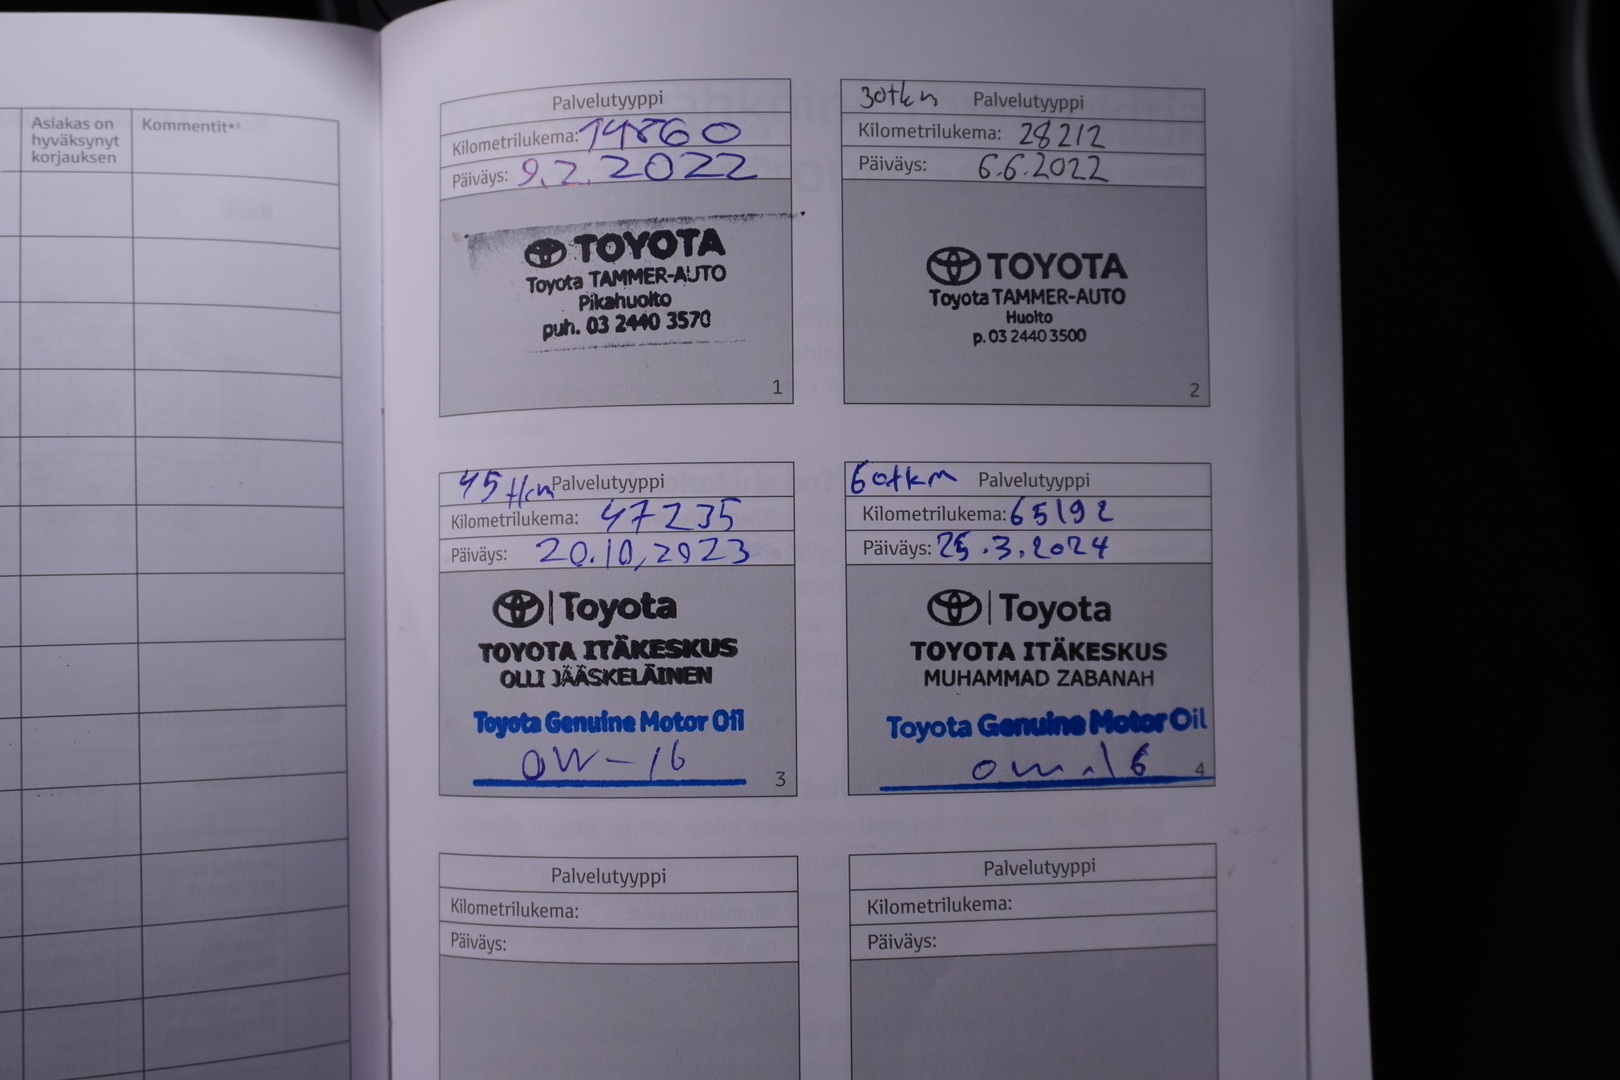 Asiakas on
hyväksynyt
korjauksen
Kommentit*³
Palvelutyyppi
Kilometrilukema: 14860
Päiväys: 9.2.2022
TOYOTA
Toyota TAMMER-AUTO
Pikahuolto
puh. 03 2440 3570
1
30tkm Palvelutyyppi
Kilometrilukema: 28212
Päiväys: 6.6.2022
TOYOTA
Toyota TAMMER-AUTO
Huolto
p. 03 2440 3500
2
45 tkm Palvelutyyppi
Kilometrilukema: 47235
Päiväys: 20.10.2023
Toyota
TOYOTA ITÄKESKUS
OLLI JÄÄSKELÄINEN
Toyota Genuine Motor Oil
0W-16
3
60tkm Palvelutyyppi
Kilometrilukema: 65192
Päiväys: 25.3.2024
Toyota
TOYOTA ITÄKESKUS
MUHAMMAD ZABANAH
Toyota Genuine Motor Oil
0w-16
4
Palvelutyyppi
Kilometrilukema:
Päiväys:
Palvelutyyppi
Kilometrilukema:
Päiväys: